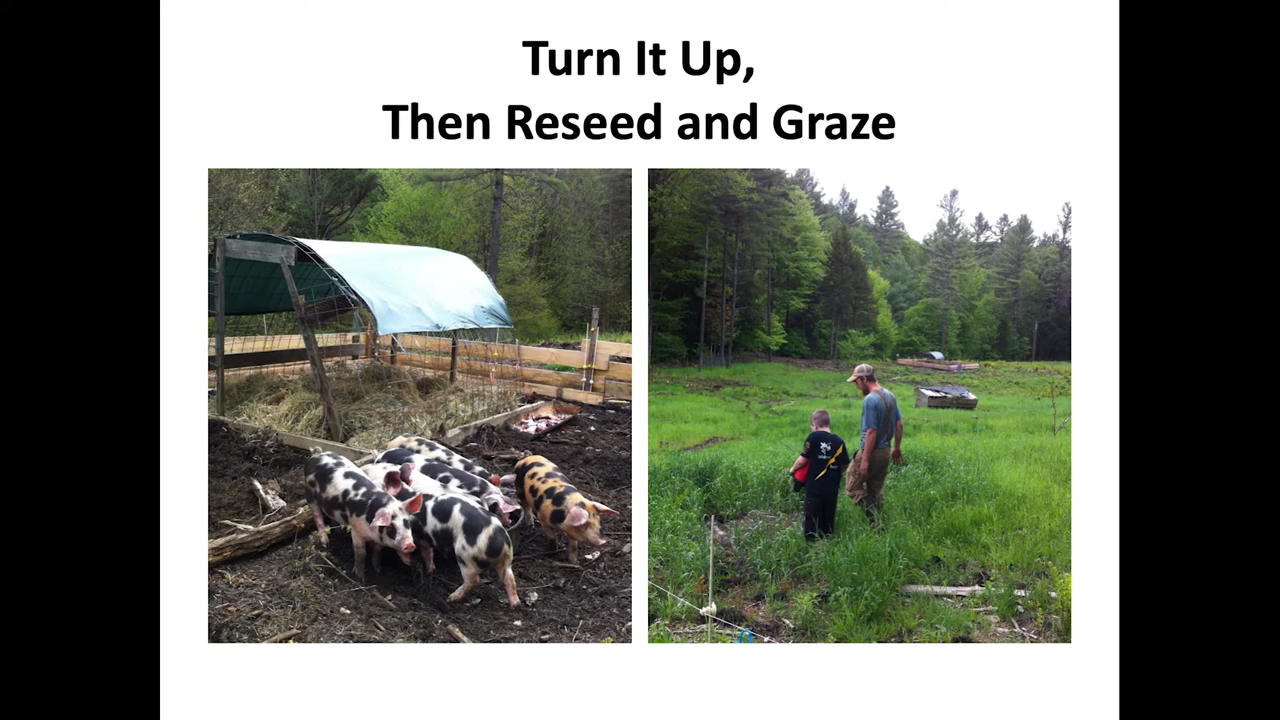 Turn It Up,
Then Reseed and Graze